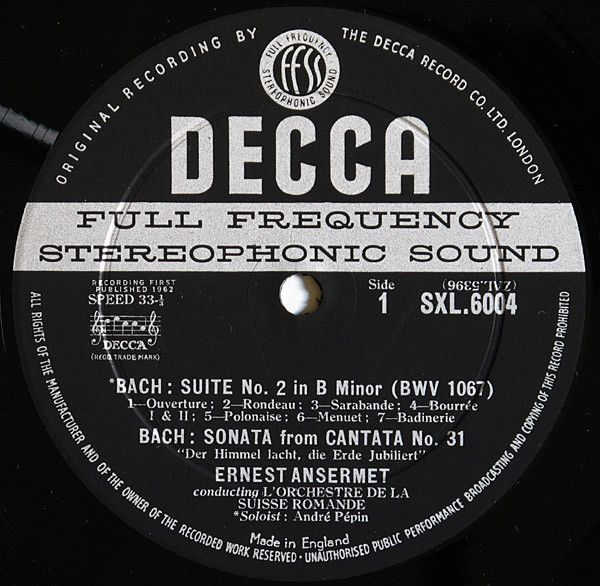 ORIGINAL RECORDING BY THE DECCA RECORD CO. LTD. LONDON
FULL FREQUENCY
ffss
STEREOPHONIC SOUND
DECCA
FULL FREQUENCY
STEREOPHONIC SOUND
RECORDING FIRST
PUBLISHED 1962
SPEED 33-⅓
DECCA
(REGD. TRADE MARK)
Side
1
(ZAL.5396)
SXL.6004
*BACH: SUITE No. 2 in B Minor (BWV 1067)
1—Ouverture; 2—Rondeau; 3—Sarabande; 4—Bourrée
I & II; 5—Polonaise; 6—Menuet; 7—Badinerie
BACH: SONATA from CANTATA No. 31
"Der Himmel lacht, die Erde Jubiliert"
ERNEST ANSERMET
conducting L'ORCHESTRE DE LA
SUISSE ROMANDE
*Soloist: André Pépin
Made in England
ALL RIGHTS OF THE MANUFACTURER AND OF THE OWNER OF THE RECORDED WORK RESERVED · UNAUTHORISED PUBLIC PERFORMANCE BROADCASTING AND COPYING OF THIS RECORD PROHIBITED